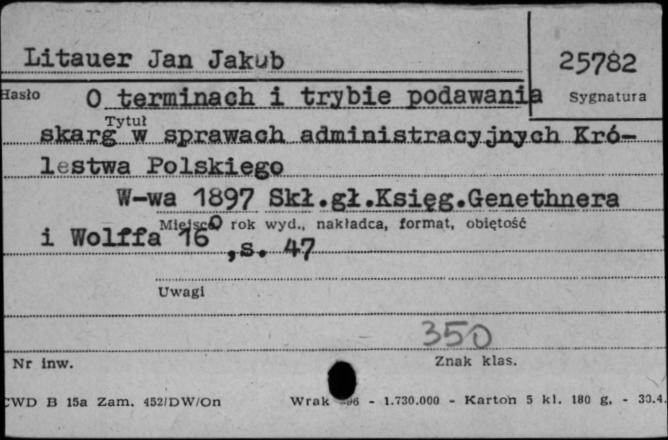 Litauer Jan Jakub
25782
Hasło
Sygnatura
O terminach i trybie podawania
Tytuł
skarg w sprawach administracyjnych Kró-
lestwa Polskiego
W-wa 1897 Skł.gł.Księg.Genethnera
Miejsce, rok wyd., nakładca, format, objętość
i Wolffa 16°, s. 47
Uwagi
350
Nr inw.
Znak klas.
CWD B 15a Zam. 452/DW/On
Wrak 96 - 1.730.000 - Karton 5 kl. 180 g. - 30.4.